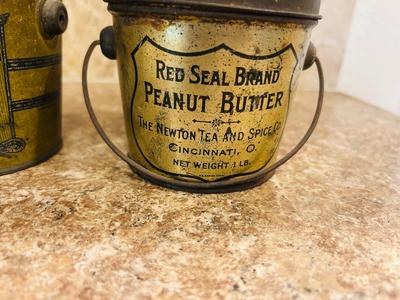 RED SEAL BRAND
PEANUT BUTTER
THE NEWTON TEA AND SPICE CO.
CINCINNATI, O.
NET WEIGHT 1 LB.